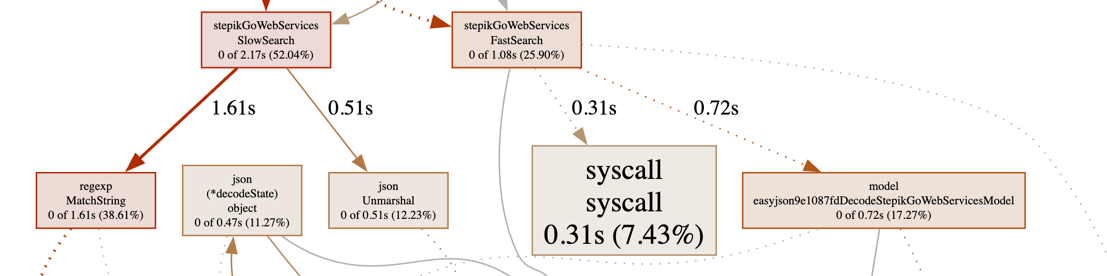 stepikGoWebServices
SlowSearch
0 of 2.17s (52.04%)
stepikGoWebServices
FastSearch
0 of 1.08s (25.90%)
1.61s
0.51s
0.31s
0.72s
regexp
MatchString
0 of 1.61s (38.61%)
json
(*decodeState)
object
0 of 0.47s (11.27%)
json
Unmarshal
0 of 0.51s (12.23%)
syscall
syscall
0.31s (7.43%)
model
easyjson9e1087fdDecodeStepikGoWebServicesModel
0 of 0.72s (17.27%)